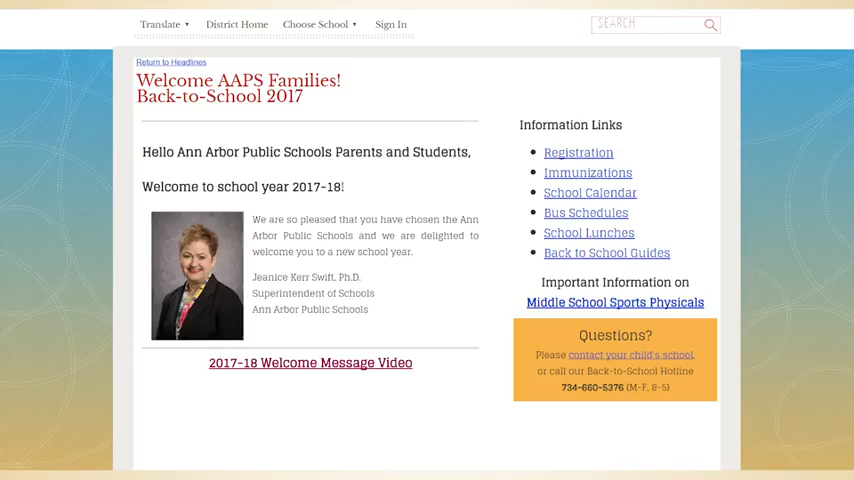 Translate ▼ District Home Choose School ▼ Sign In
SEARCH
Return to Headlines
Welcome AAPS Families!
Back-to-School 2017
Hello Ann Arbor Public Schools Parents and Students,
Welcome to school year 2017-18!
We are so pleased that you have chosen the Ann
Arbor Public Schools and we are delighted to
welcome you to a new school year.
Jeanice Kerr Swift, Ph.D.
Superintendent of Schools
Ann Arbor Public Schools
2017-18 Welcome Message Video
Information Links
Registration
Immunizations
School Calendar
Bus Schedules
School Lunches
Back to School Guides
Important Information on
Middle School Sports Physicals
Questions?
Please contact your child's school,
or call our Back-to-School Hotline
734-660-5376 (M-F, 8-5)